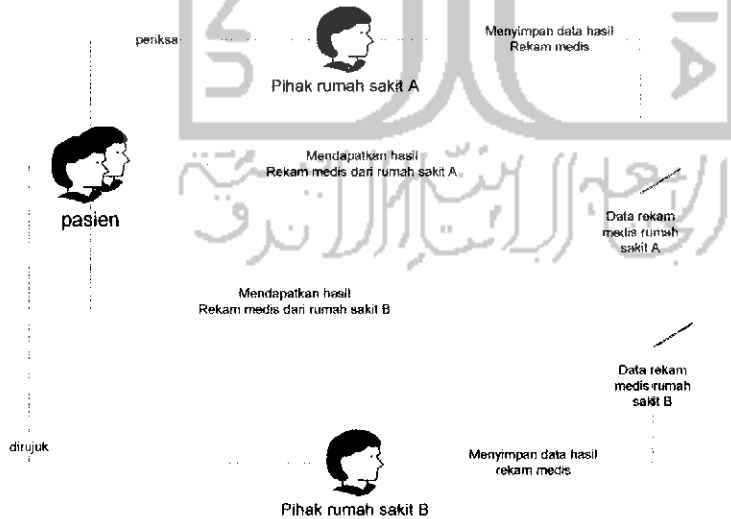 periksa
Menyimpan data hasil
Rekam medis
Pihak rumah sakit A
Mendapatkan hasil
Rekam medis dari rumah sakit A
pasien
Data rekam
medis rumah
sakit A
Mendapatkan hasil
Rekam medis dari rumah sakit B
Data rekam
medis rumah
sakit B
dirujuk
Menyimpan data hasil
rekam medis
Pihak rumah sakit B